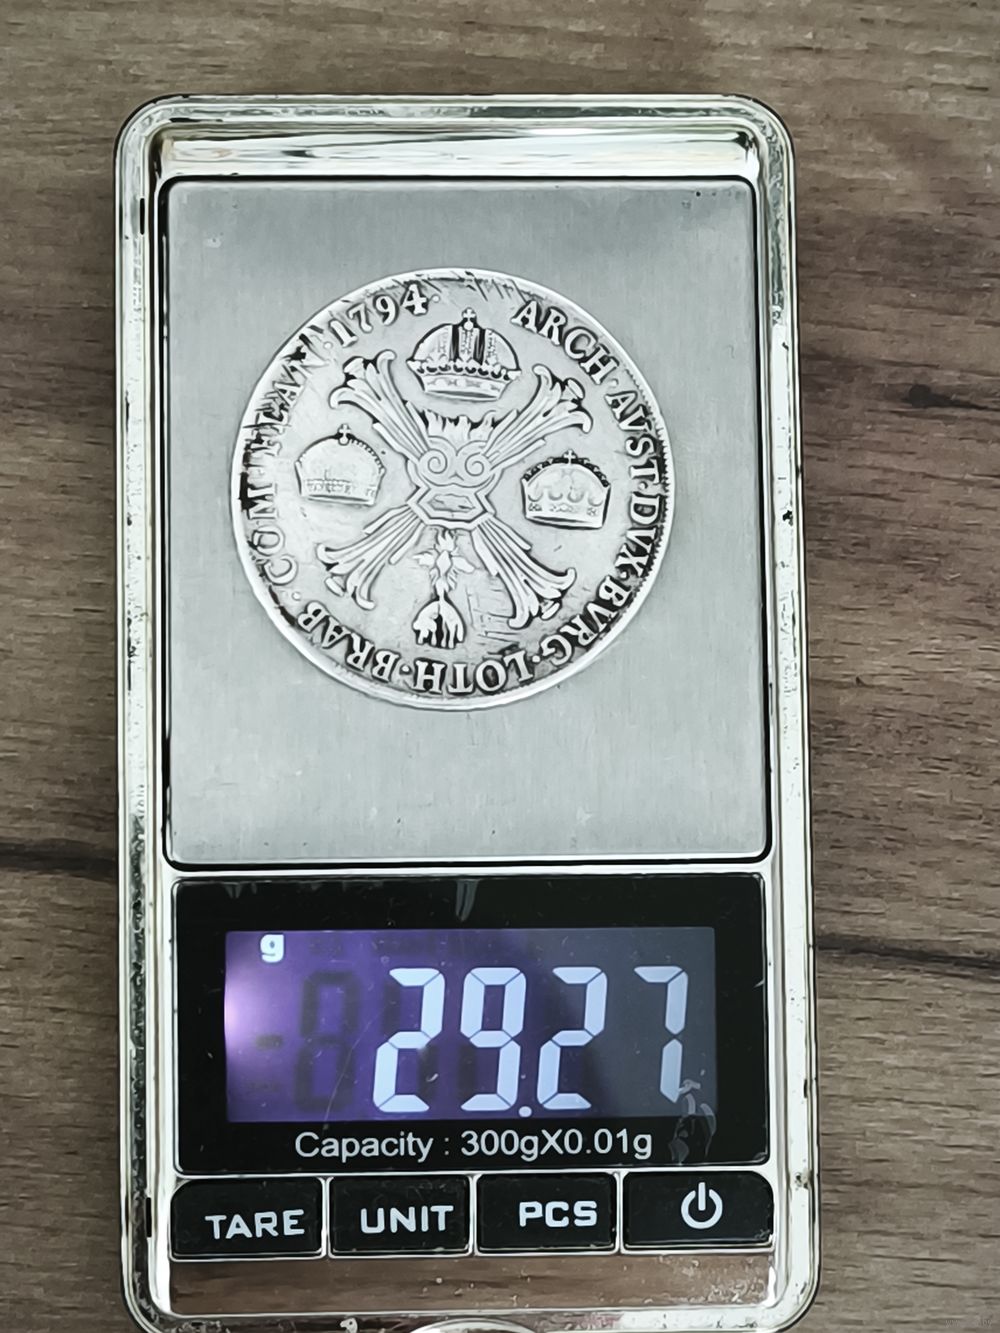 ARCH·AVST·DVX·BVRG·LOTH·BRAB·COM·FLAN·1794·
g
29.27
Capacity : 300gX0.01g
TARE UNIT PCS